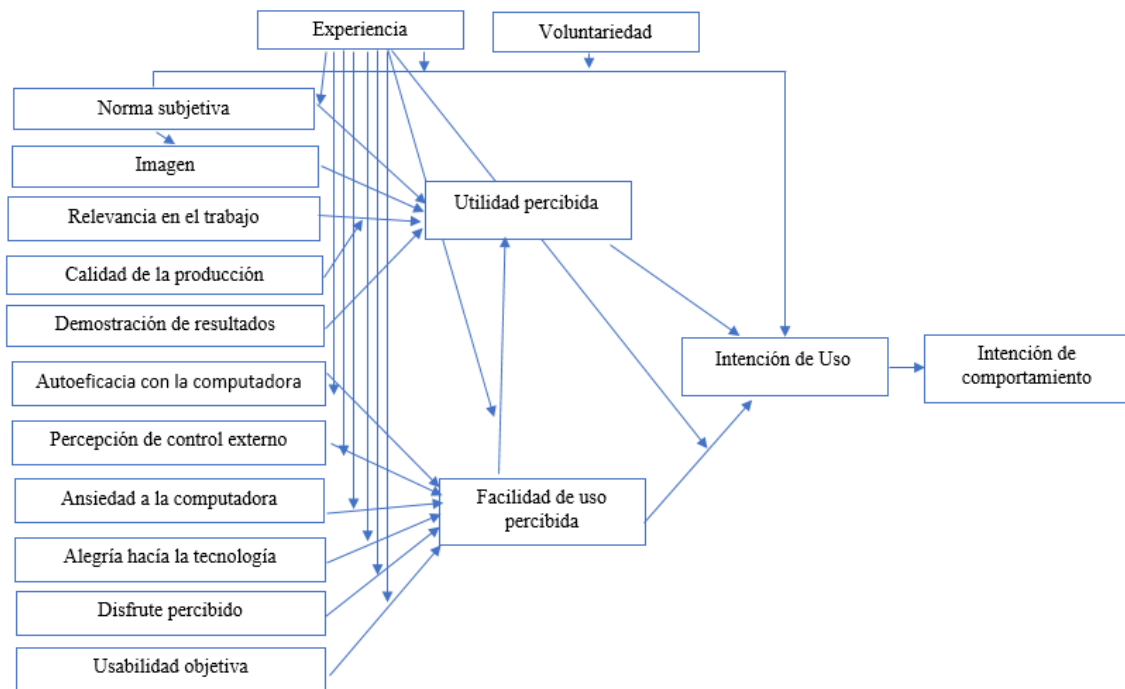 Experiencia
Voluntariedad
Norma subjetiva
Imagen
Relevancia en el trabajo
Utilidad percibida
Calidad de la producción
Demostración de resultados
Intención de Uso
Intención de
comportamiento
Autoeficacia con la computadora
Percepción de control externo
Ansiedad a la computadora
Facilidad de uso
percibida
Alegría hacía la tecnología
Disfrute percibido
Usabilidad objetiva